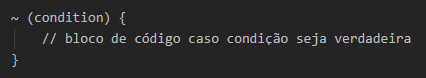 ~ (condition) {
// bloco de código caso condição seja verdadeira
}